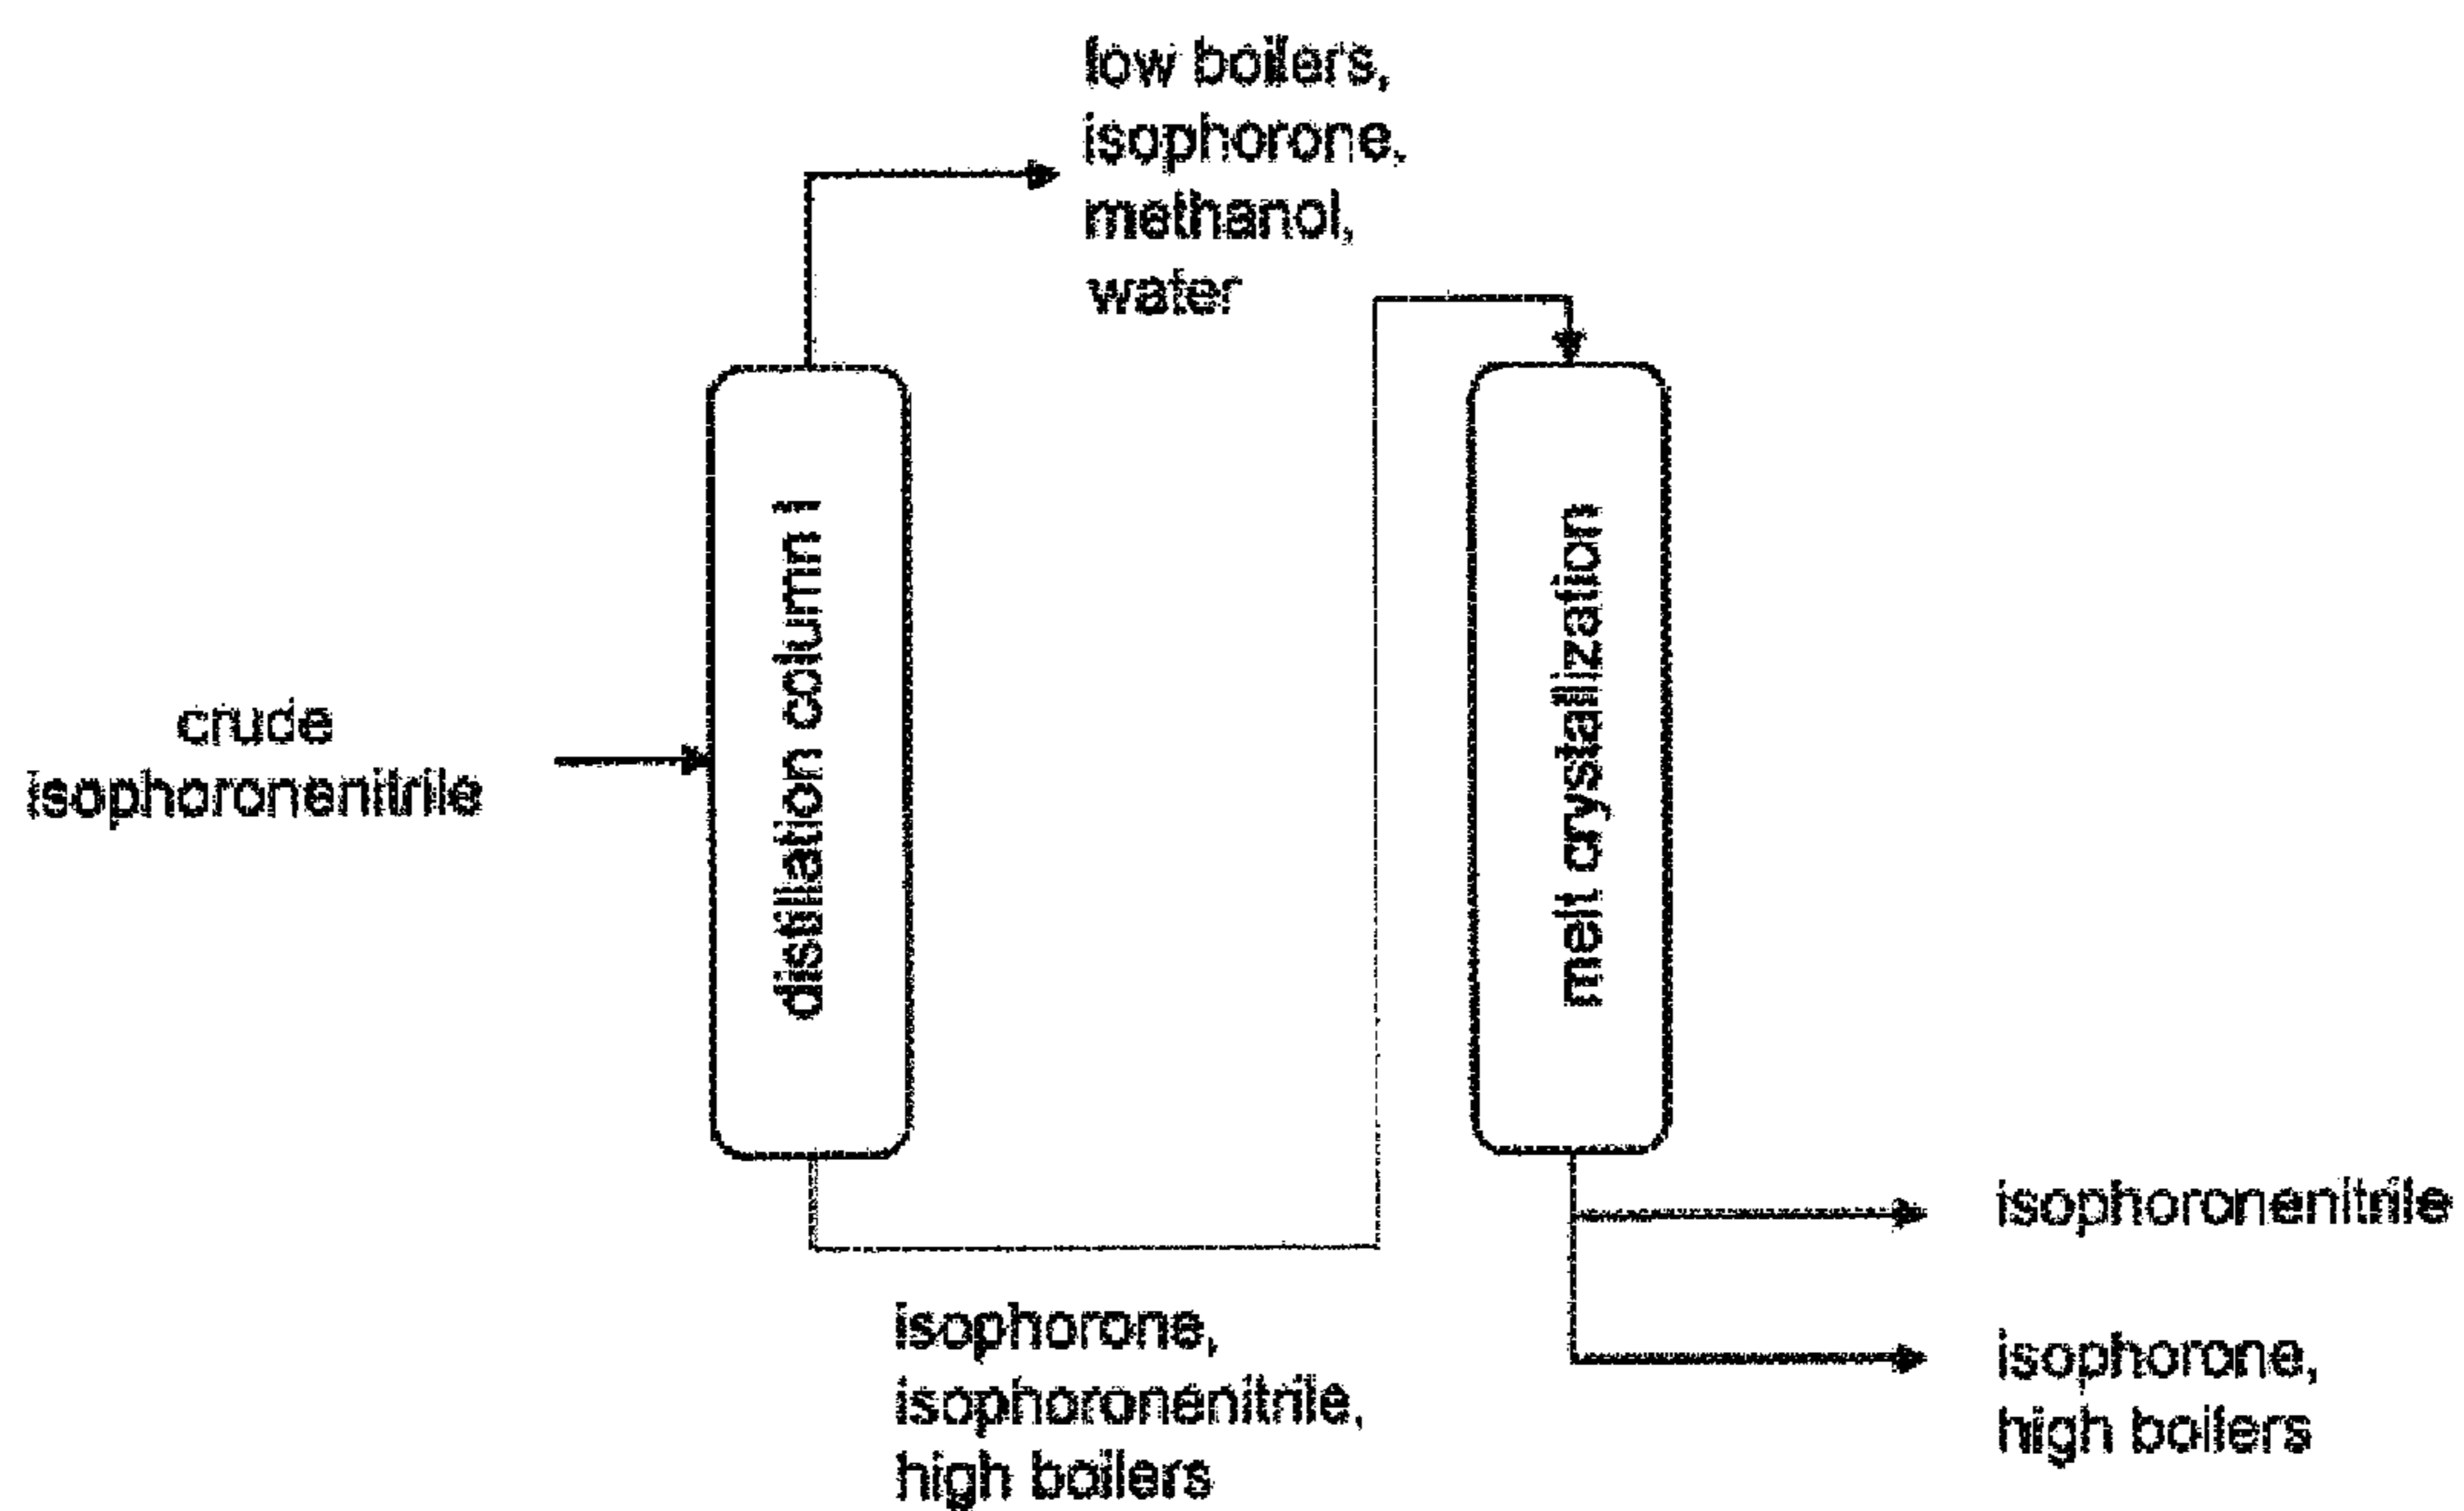 low boilers,
isophorone,
methanol,
water
crude
isophoronenitrile
distillation column 1
melt crystallization
isophorone,
isophoronenitrile,
high boilers
isophoronenitrile
isophorone,
high boilers